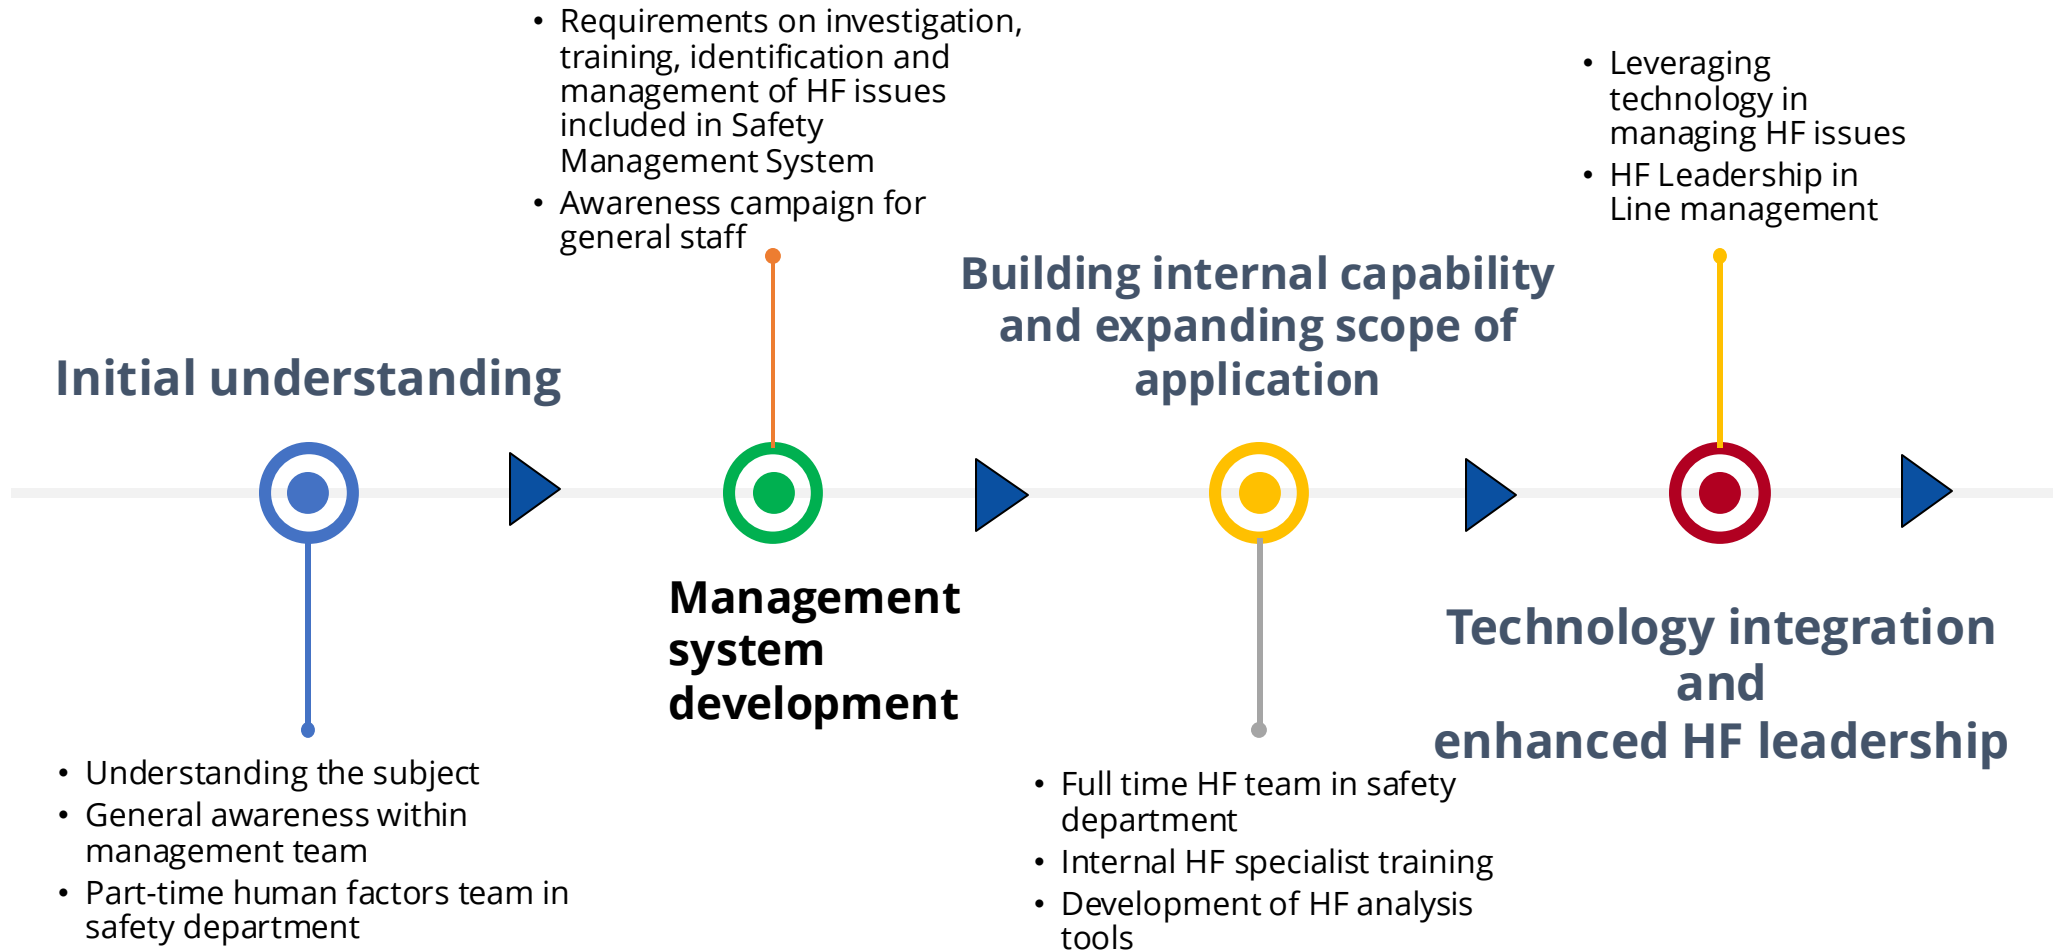 • Requirements on investigation,
training, identification and
management of HF issues
included in Safety
Management System
• Awareness campaign for
general staff
• Leveraging
technology in
managing HF issues
• HF Leadership in
Line management
Initial understanding
Building internal capability
and expanding scope of
application
Management
system
development
Technology integration
and
enhanced HF leadership
• Understanding the subject
• General awareness within
management team
• Part-time human factors team in
safety department
• Full time HF team in safety
department
• Internal HF specialist training
• Development of HF analysis
tools